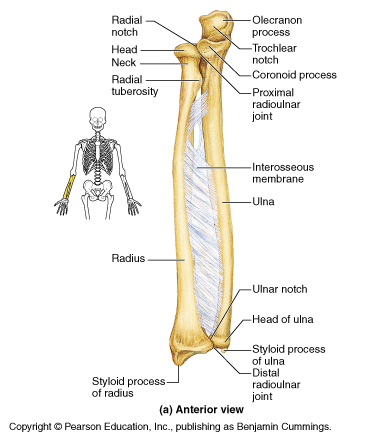 Radial
notch
Head
Neck
Radial
tuberosity
Olecranon
process
Trochlear
notch
Coronoid process
Proximal
radioulnar
joint
Interosseous
membrane
Ulna
Radius
Ulnar notch
Head of ulna
Styloid process
of ulna
Distal
radioulnar
joint
Styloid process
of radius
(a) Anterior view
Copyright © Pearson Education, Inc., publishing as Benjamin Cummings.